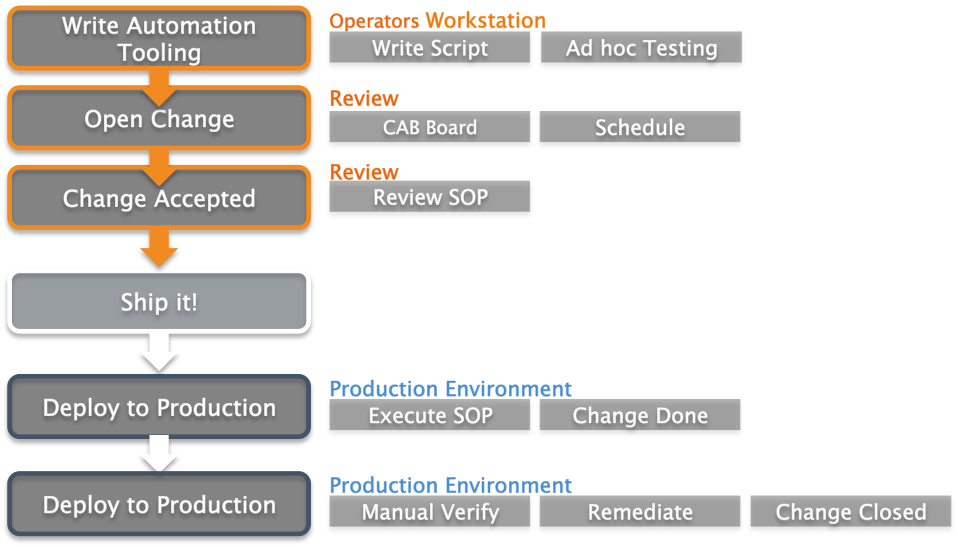 Write Automation
Tooling
Operators Workstation
Write Script
Ad hoc Testing
Open Change
Review
CAB Board
Schedule
Change Accepted
Review
Review SOP
Ship it!
Deploy to Production
Production Environment
Execute SOP
Change Done
Deploy to Production
Production Environment
Manual Verify
Remediate
Change Closed